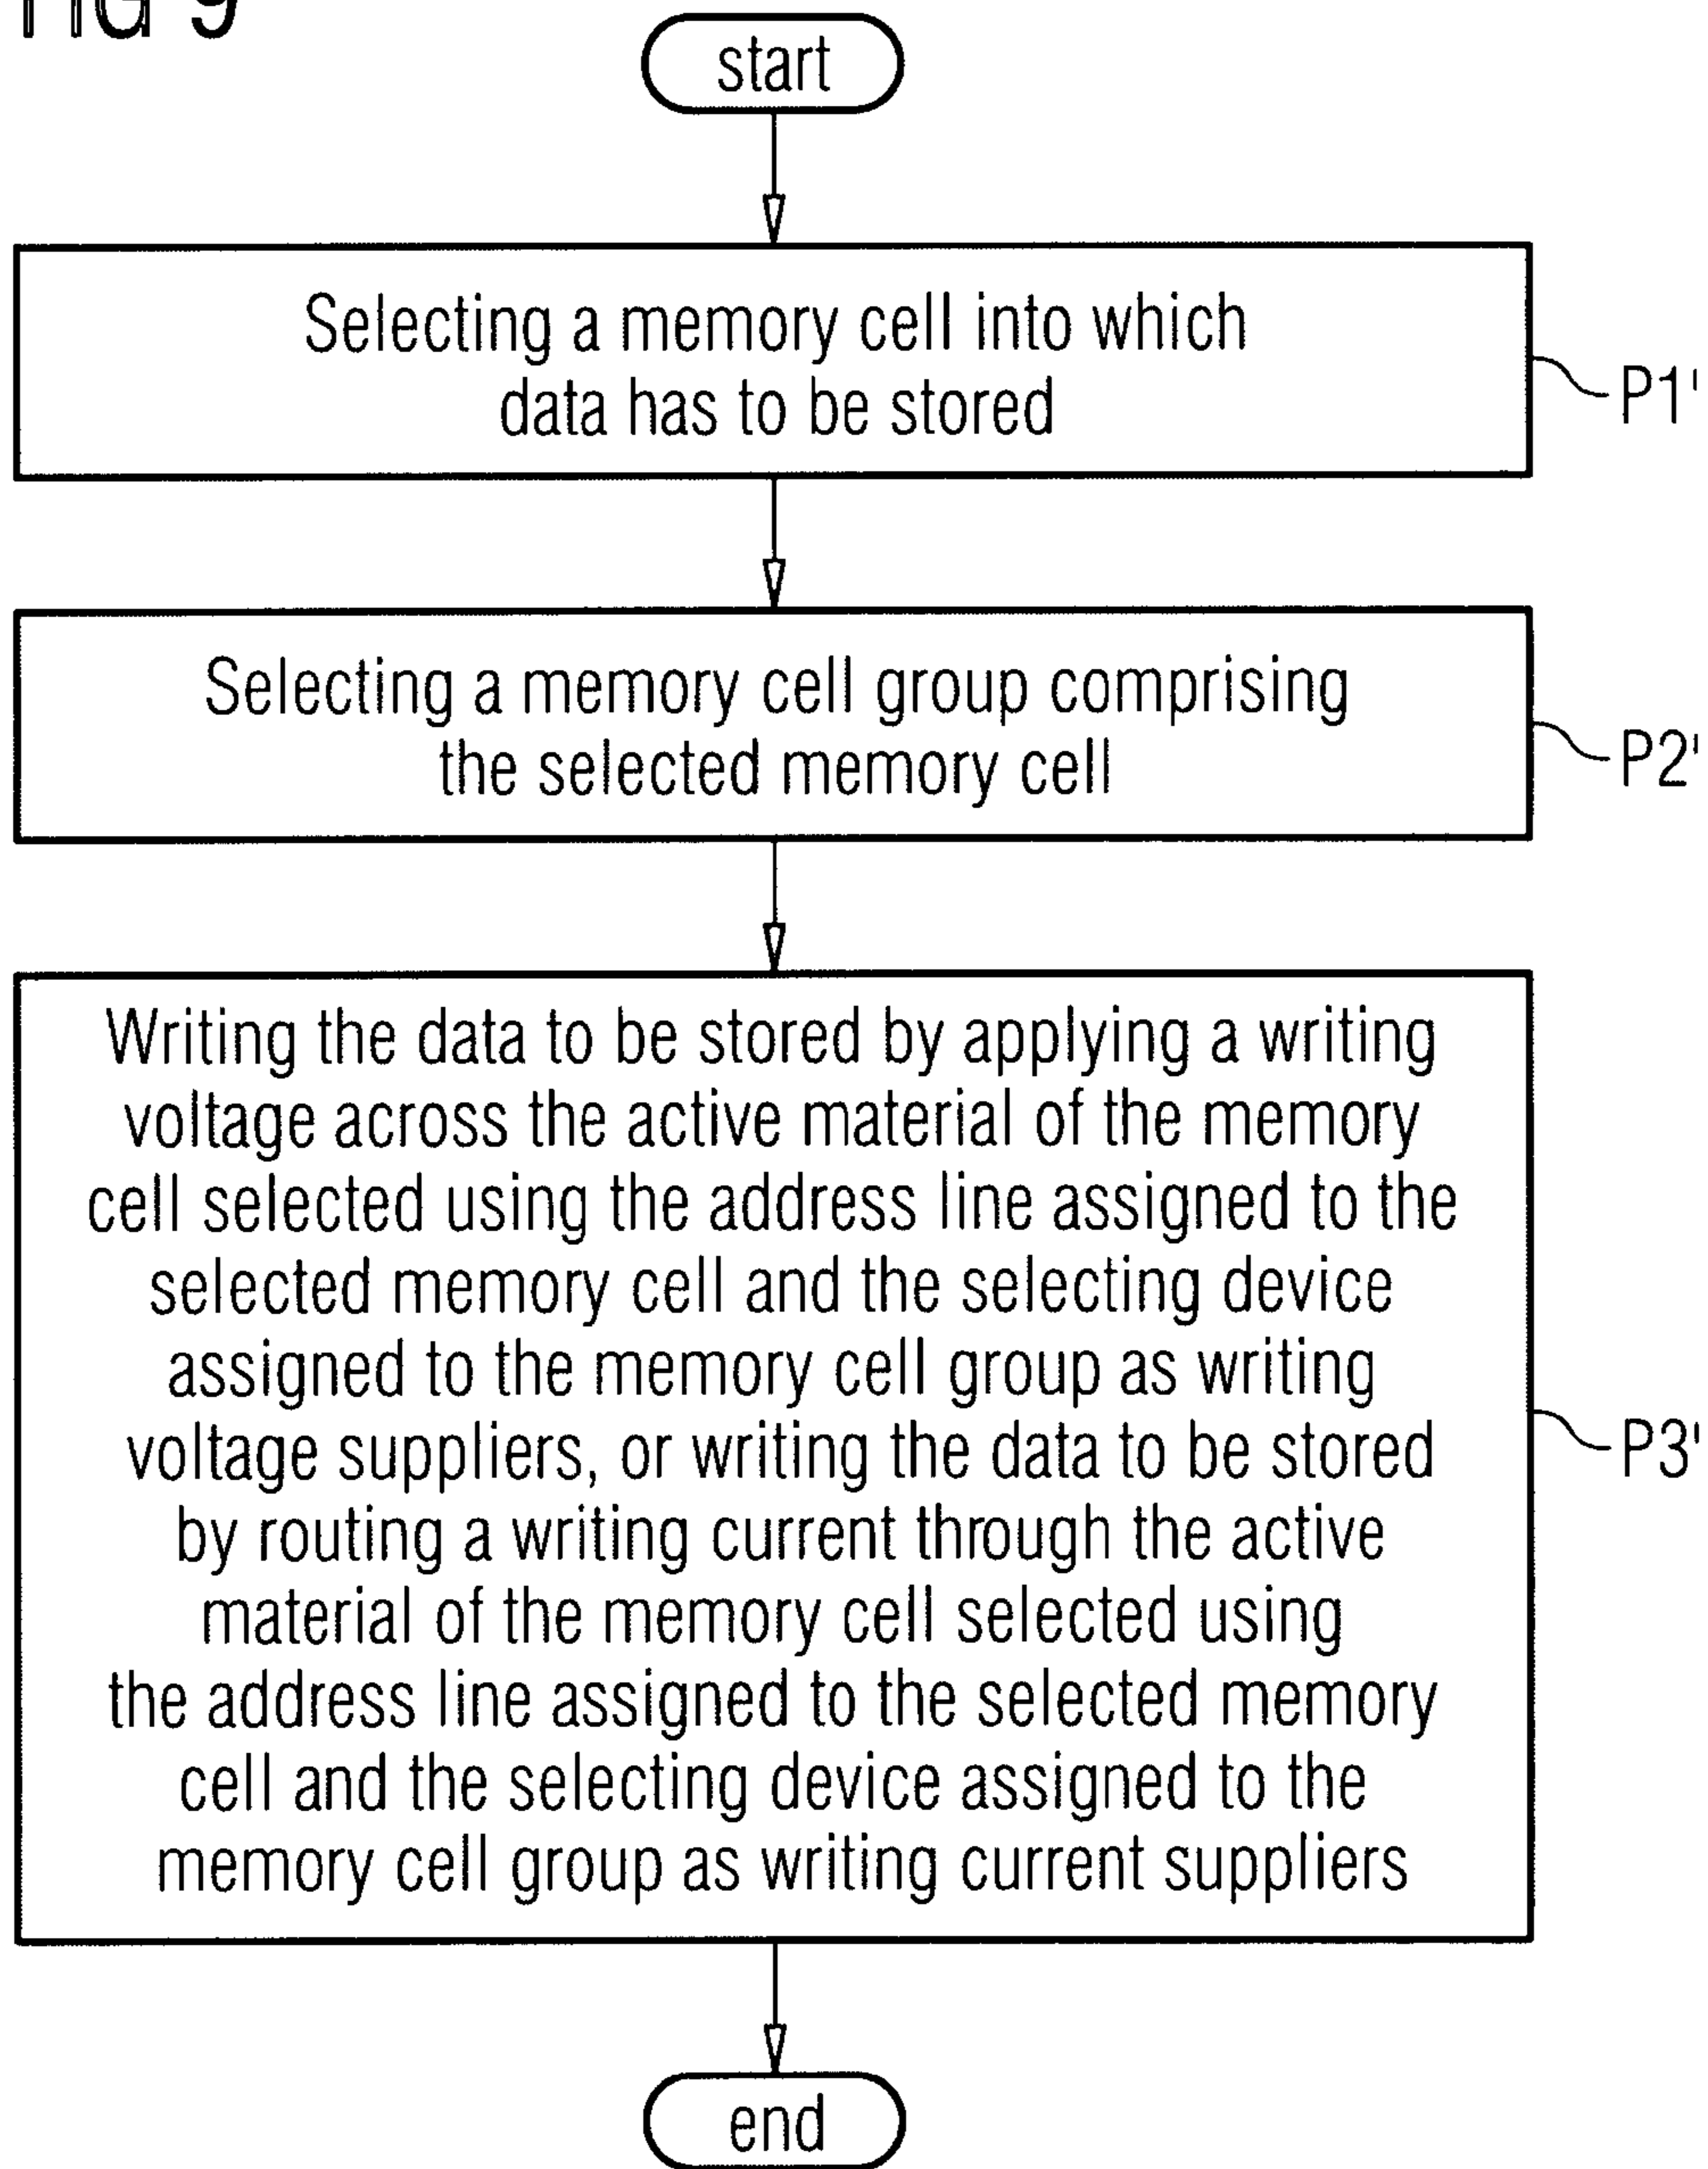 FIG 9
start
Selecting a memory cell into which
data has to be stored
P1'
Selecting a memory cell group comprising
the selected memory cell
P2'
Writing the data to be stored by applying a writing
voltage across the active material of the memory
cell selected using the address line assigned to the
selected memory cell and the selecting device
assigned to the memory cell group as writing
voltage suppliers, or writing the data to be stored
by routing a writing current through the active
material of the memory cell selected using
the address line assigned to the selected memory
cell and the selecting device assigned to the
memory cell group as writing current suppliers
P3'
end